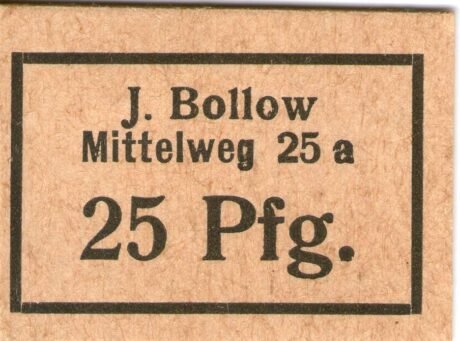 J. Bollow
Mittelweg 25 a
25 Pfg.